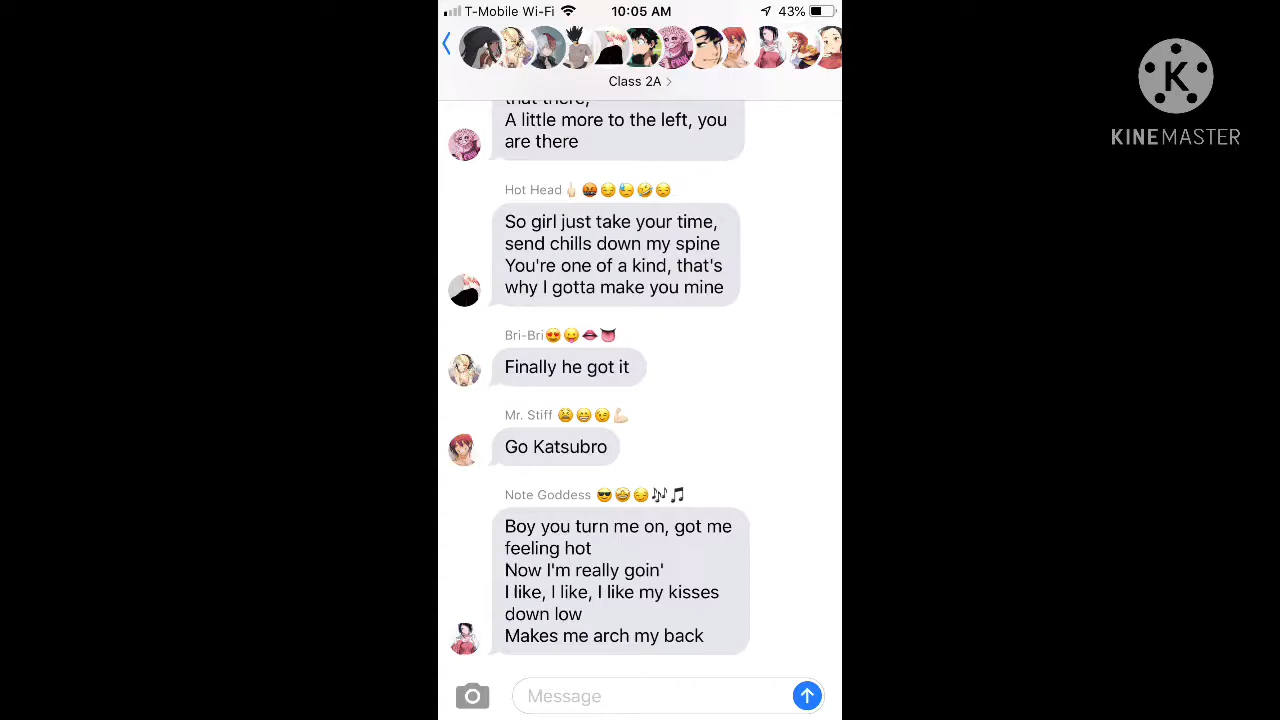 T-Mobile Wi-Fi 10:05 AM 43%
Class 2A >
that there,
A little more to the left, you
are there
Hot Head☝🏻🤬😏😓🤣😒
So girl just take your time,
send chills down my spine
You're one of a kind, that's
why I gotta make you mine
Bri-Bri😍😛👄👅
Finally he got it
Mr. Stiff 😫😁😉💪🏻
Go Katsubro
Note Goddess 😎🤩😏🎶🎵
Boy you turn me on, got me
feeling hot
Now I'm really goin'
I like, I like, I like my kisses
down low
Makes me arch my back
Message
K
KINEMASTER